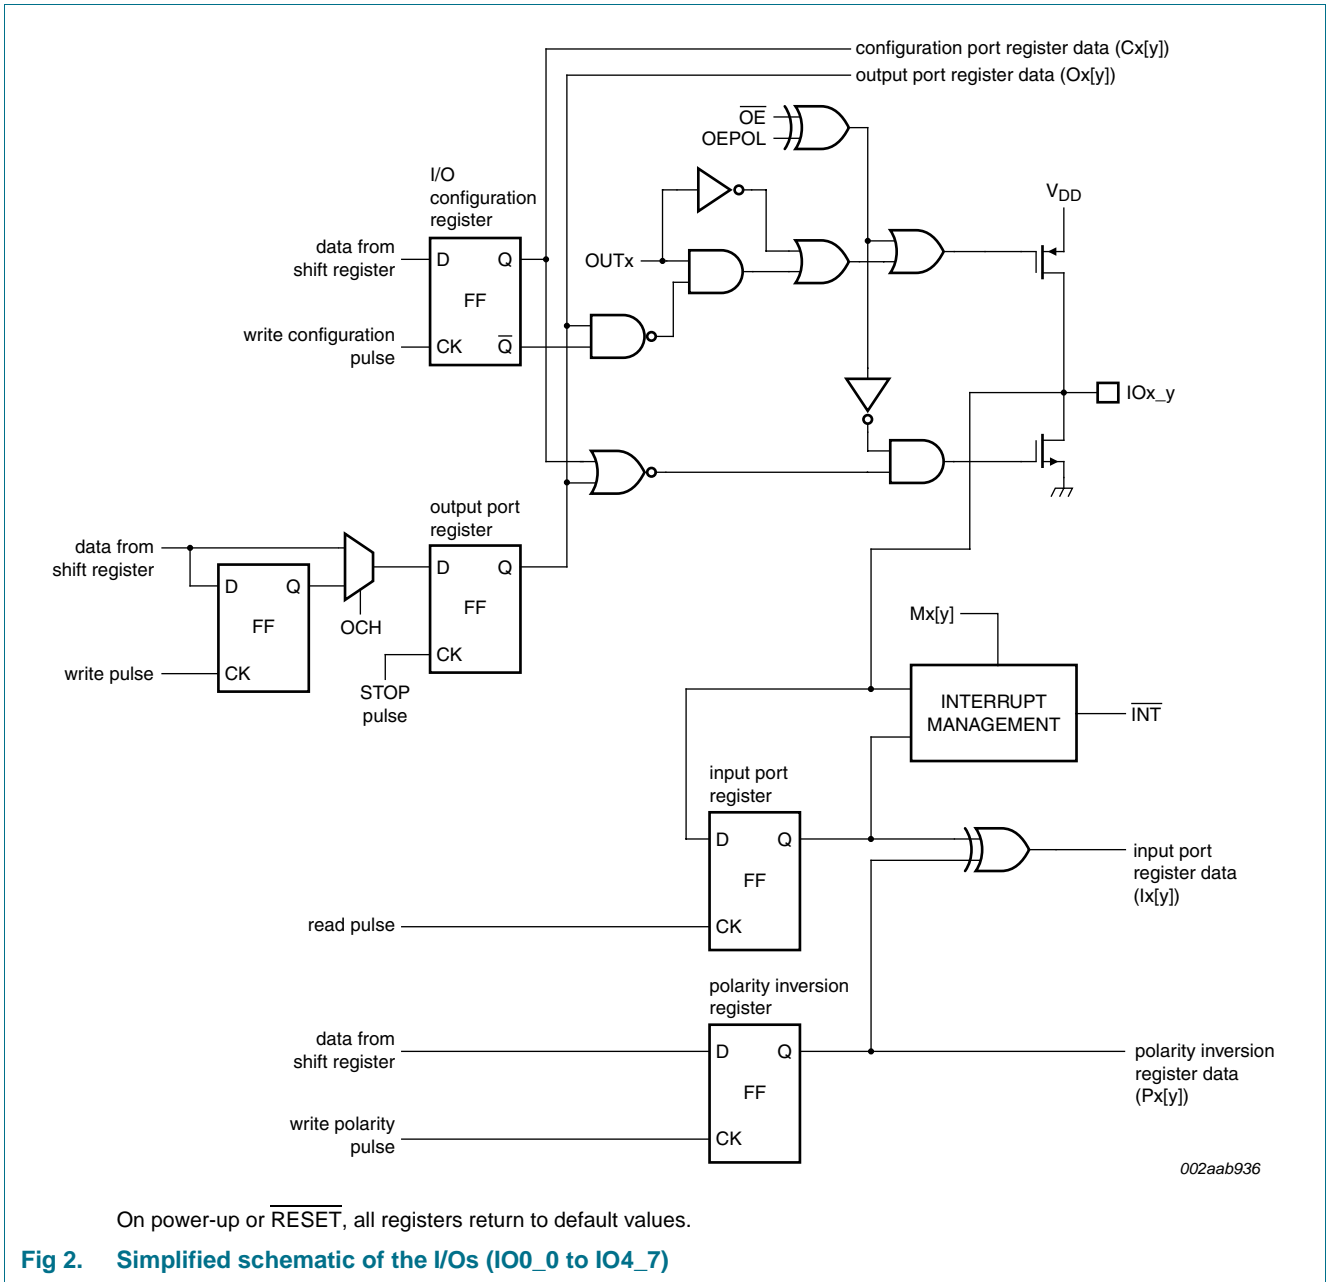 configuration port register data (Cx[y])
output port register data (Ox[y])
OE
OEPOL
I/O
configuration
register
VDD
data from
shift register
D
Q
FF
OUTx
write configuration
pulse
CK
Q
IOx_y
output port
register
data from
shift register
D
Q
FF
OCH
D
Q
FF
CK
write pulse
CK
STOP
pulse
Mx[y]
INTERRUPT
MANAGEMENT
INT
input port
register
D
Q
FF
CK
input port
register data
(Ix[y])
read pulse
polarity inversion
register
data from
shift register
D
Q
FF
CK
polarity inversion
register data
(Px[y])
write polarity
pulse
002aab936
On power-up or RESET, all registers return to default values.
Fig 2. Simplified schematic of the I/Os (IO0_0 to IO4_7)